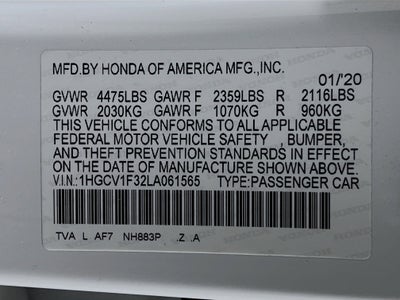 MFD.BY HONDA OF AMERICA MFG.,INC. 01/'20
GVWR 4475LBS GAWR F 2359LBS R 2116LBS
GVWR 2030KG GAWR F 1070KG R 960KG
THIS VEHICLE CONFORMS TO ALL APPLICABLE
FEDERAL MOTOR VEHICLE SAFETY, BUMPER,
AND THEFT PREVENTION STANDARDS IN EFFECT
ON THE DATE OF MANUFACTURE SHOWN ABOVE.
V.I.N.:1HGCV1F32LA061565 TYPE:PASSENGER CAR
TVA L AF7 NH883P .Z .A